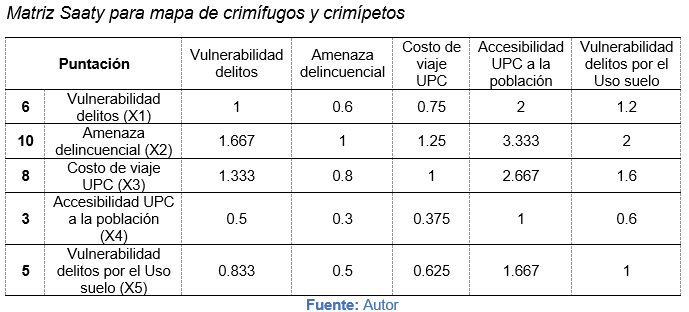 Matriz Saaty para mapa de crimífugos y crimípetos
Puntación
Vulnerabilidad
delitos
Amenaza
delincuencial
Costo de
viaje
UPC
Accesibilidad
UPC a la
población
Vulnerabilidad
delitos por el
Uso suelo
6
Vulnerabilidad
delitos (X1)
1
0.6
0.75
2
1.2
10
Amenaza
delincuencial (X2)
1.667
1
1.25
3.333
2
8
Costo de viaje
UPC (X3)
1.333
0.8
1
2.667
1.6
3
Accesibilidad UPC
a la población
(X4)
0.5
0.3
0.375
1
0.6
5
Vulnerabilidad
delitos por el Uso
suelo (X5)
0.833
0.5
0.625
1.667
1
Fuente: Autor